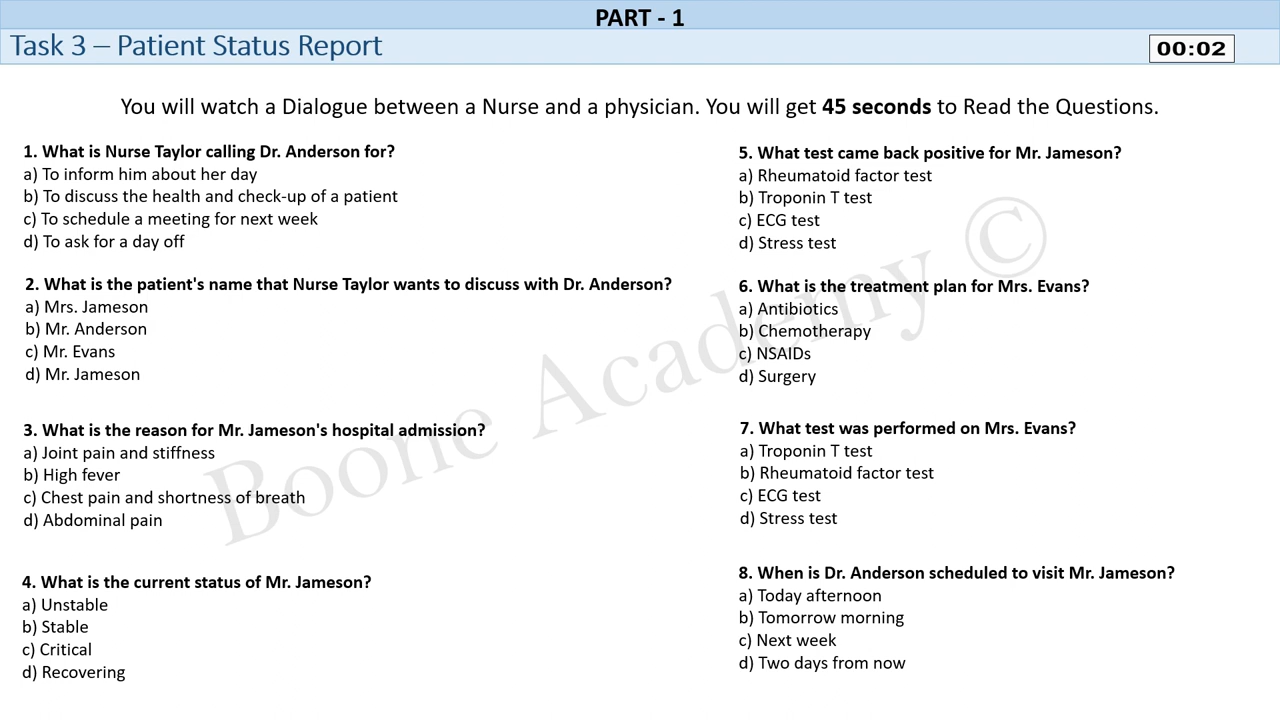 PART - 1
Task 3 – Patient Status Report
00:02
You will watch a Dialogue between a Nurse and a physician. You will get 45 seconds to Read the Questions.
1. What is Nurse Taylor calling Dr. Anderson for?
a) To inform him about her day
b) To discuss the health and check-up of a patient
c) To schedule a meeting for next week
d) To ask for a day off
2. What is the patient's name that Nurse Taylor wants to discuss with Dr. Anderson?
a) Mrs. Jameson
b) Mr. Anderson
c) Mr. Evans
d) Mr. Jameson
3. What is the reason for Mr. Jameson's hospital admission?
a) Joint pain and stiffness
b) High fever
c) Chest pain and shortness of breath
d) Abdominal pain
4. What is the current status of Mr. Jameson?
a) Unstable
b) Stable
c) Critical
d) Recovering
5. What test came back positive for Mr. Jameson?
a) Rheumatoid factor test
b) Troponin T test
c) ECG test
d) Stress test
6. What is the treatment plan for Mrs. Evans?
a) Antibiotics
b) Chemotherapy
c) NSAIDs
d) Surgery
7. What test was performed on Mrs. Evans?
a) Troponin T test
b) Rheumatoid factor test
c) ECG test
d) Stress test
8. When is Dr. Anderson scheduled to visit Mr. Jameson?
a) Today afternoon
b) Tomorrow morning
c) Next week
d) Two days from now
Boone Academy ©